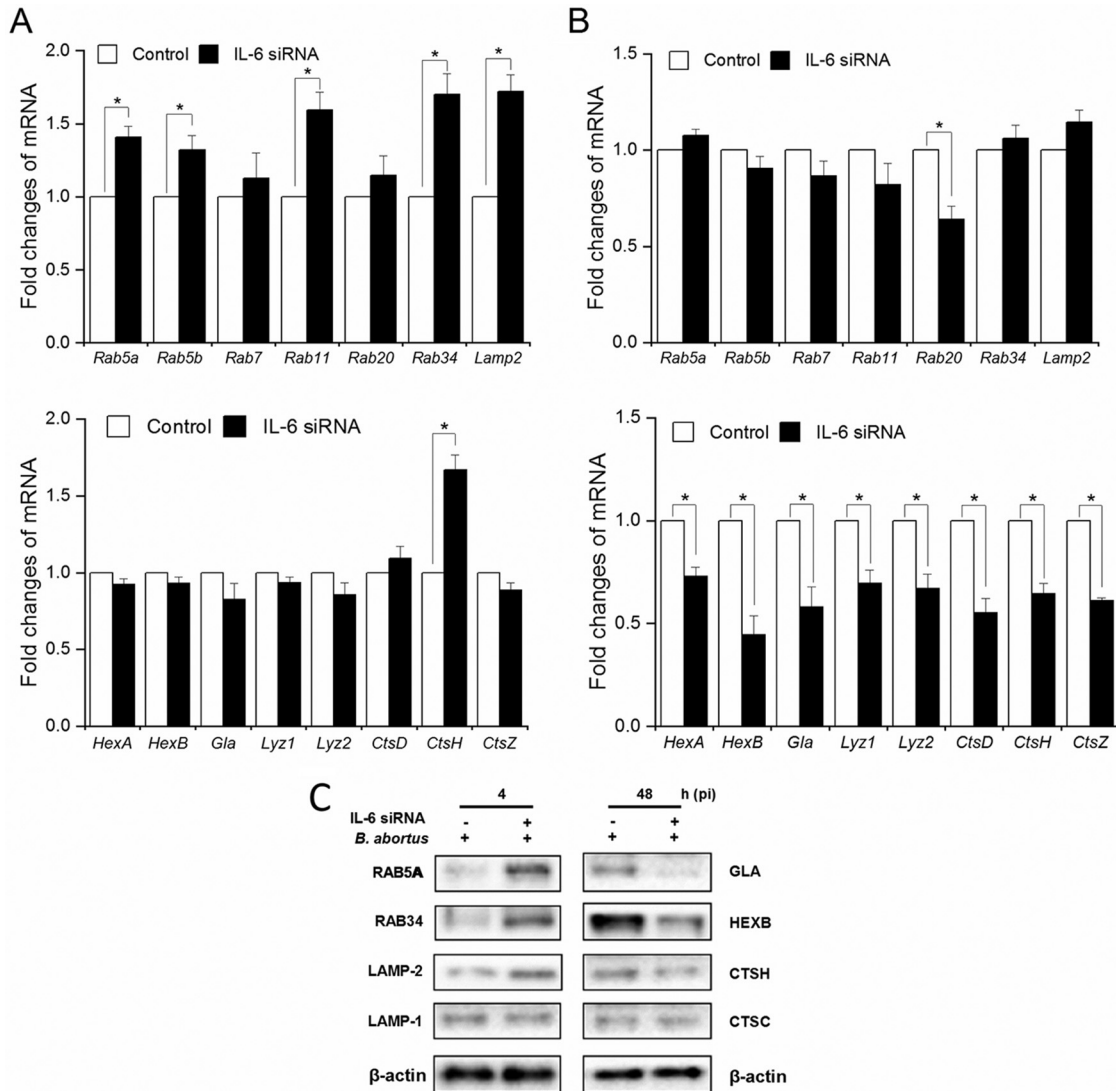 A
2.0
1.5
1.0
0.5
0.0
Fold changes of mRNA
Control IL-6 siRNA
* * * * *
Rab5a Rab5b Rab7 Rab11 Rab20 Rab34 Lamp2
B
1.5
1.0
0.5
0.0
Fold changes of mRNA
Control IL-6 siRNA
*
Rab5a Rab5b Rab7 Rab11 Rab20 Rab34 Lamp2
2.0
1.5
1.0
0.5
0.0
Fold changes of mRNA
Control IL-6 siRNA
*
HexA HexB Gla Lyz1 Lyz2 CtsD CtsH CtsZ
1.5
1.0
0.5
0.0
Fold changes of mRNA
Control IL-6 siRNA
* * * * * * * *
HexA HexB Gla Lyz1 Lyz2 CtsD CtsH CtsZ
C
4 48 h (pi)
IL-6 siRNA - + - +
B. abortus + + + +
RAB5A GLA
RAB34 HEXB
LAMP-2 CTSH
LAMP-1 CTSC
β-actin β-actin